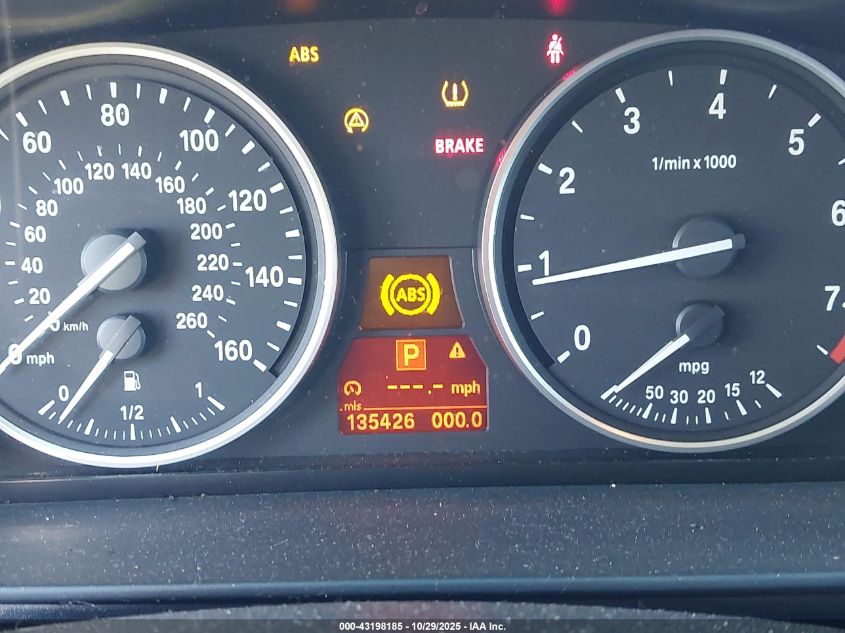 ABS
BRAKE
60
80
100
120
140
160
20
40
60
80
100
120
140
160
180
200
220
240
260
0 km/h
0 mph
0
1/2
1
ABS
P
---.- mph
mls
135426 000.0
0
1
2
3
4
5
6
7
1/min x 1000
mpg
50 30 20 15 12
000-43198185 - 10/29/2025 - IAA Inc.